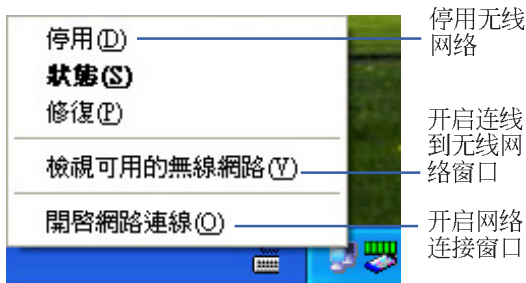 停用(D)
狀態(S)
修復(P)
檢視可用的無線網路(V)
開啓網路連線(O)
停用无线
网络
开启连线
到无线网
络窗口
开启网络
连接窗口